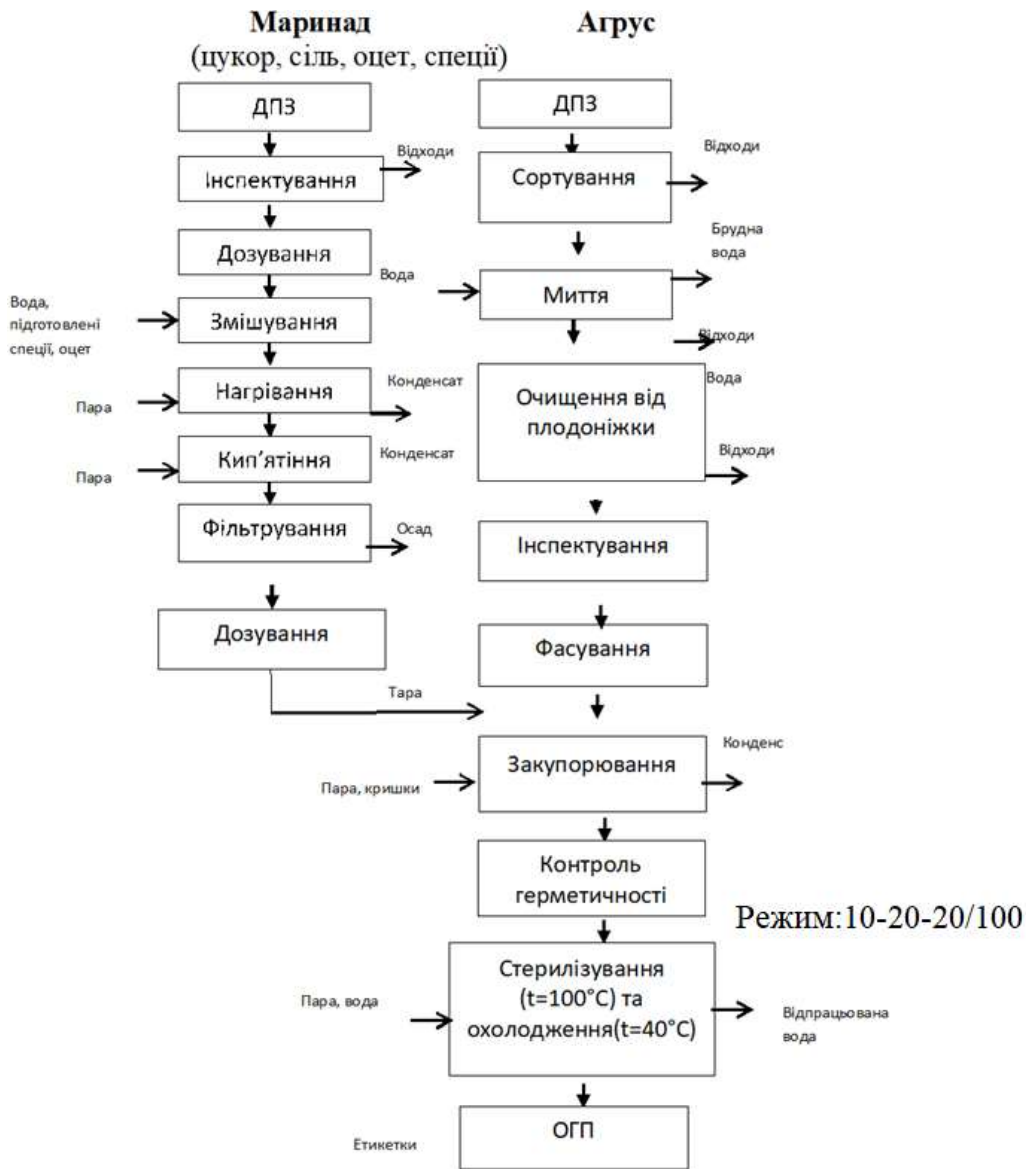 Маринад
(цукор, сіль, оцет, спеції)
Агрус
ДПЗ
ДПЗ
Відходи
Інспектування
Відходи
Сортування
Дозування
Вода
Брудна
вода
Миття
Вода,
підготовлені
спеції, оцет
Змішування
Відходи
Вода
Нагрівання
Пара
Конденсат
Очищення від
плодоніжки
Кип'ятіння
Пара
Конденсат
Відходи
Фільтрування
Осад
Інспектування
Дозування
Фасування
Тара
Закупорювання
Конденс
Пара, кришки
Контроль
герметичності
Режим:10-20-20/100
Стерилізування
(t=100°C) та
охолодження(t=40°C)
Пара, вода
Відпрацьована
вода
ОГП
Етикетки